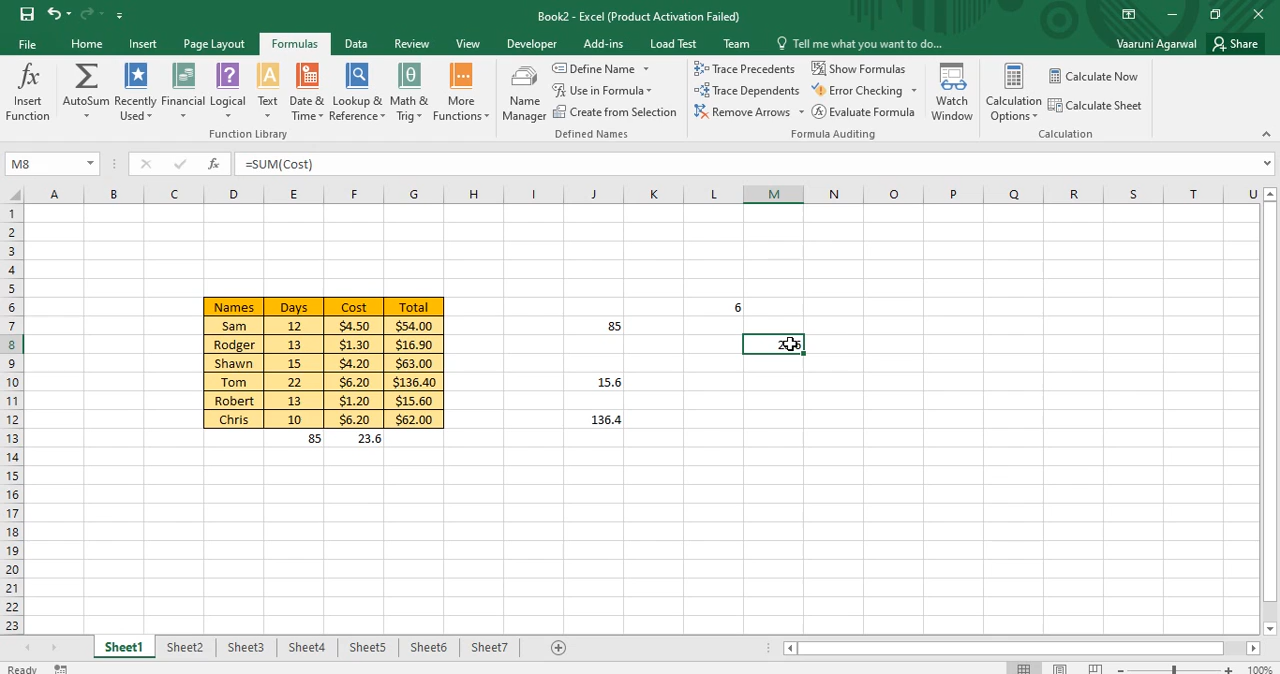 Book2 - Excel (Product Activation Failed)
File Home Insert Page Layout Formulas Data Review View Developer Add-ins Load Test Team Tell me what you want to do... Vaaruni Agarwal Share
Insert Function
AutoSum
Recently Used
Financial
Logical
Text
Date & Time
Lookup & Reference
Math & Trig
More Functions
Function Library
Name Manager
Define Name
Use in Formula
Create from Selection
Defined Names
Trace Precedents
Trace Dependents
Remove Arrows
Show Formulas
Error Checking
Evaluate Formula
Formula Auditing
Watch Window
Calculation Options
Calculate Now
Calculate Sheet
Calculation
M8 fx =SUM(Cost)
A B C D E F G H I J K L M N O P Q R S T U
1
2
3
4
5
6 Names Days Cost Total 6
7 Sam 12 $4.50 $54.00 85
8 Rodger 13 $1.30 $16.90
9 Shawn 15 $4.20 $63.00
10 Tom 22 $6.20 $136.40 15.6
11 Robert 13 $1.20 $15.60
12 Chris 10 $6.20 $62.00 136.4
13 85 23.6
14
15
16
17
18
19
20
21
22
23
Sheet1 Sheet2 Sheet3 Sheet4 Sheet5 Sheet6 Sheet7
Ready 100%